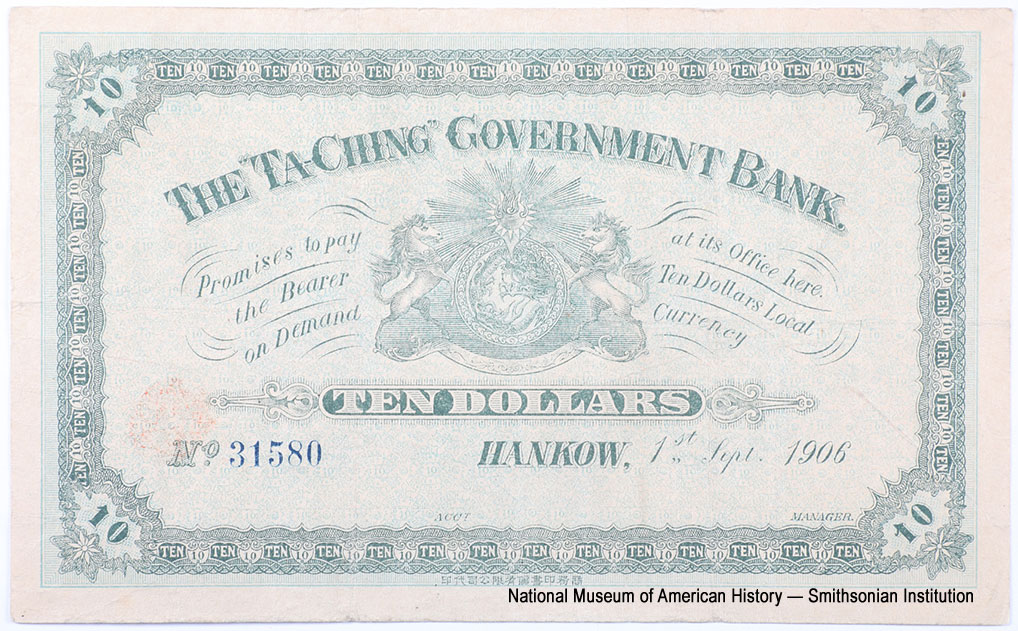 10 TEN 10 TEN 10 TEN 10 TEN 10 TEN 10 TEN 10 TEN 10 TEN 10 TEN 10 TEN 10 TEN 10 TEN 10 TEN 10 TEN 10
THE "TA-CHING" GOVERNMENT BANK.
Promises to pay
the Bearer
on Demand
at its Office here.
Ten Dollars Local
Currency
TEN DOLLARS
No 31580
HANKOW, 1st Sept. 1906
ACCT
MANAGER.
10 TEN 10 TEN 10 TEN 10 TEN 10 TEN 10 TEN 10 TEN 10 TEN 10 TEN 10 TEN 10 TEN 10 TEN 10 TEN 10 TEN 10
National Museum of American History — Smithsonian Institution